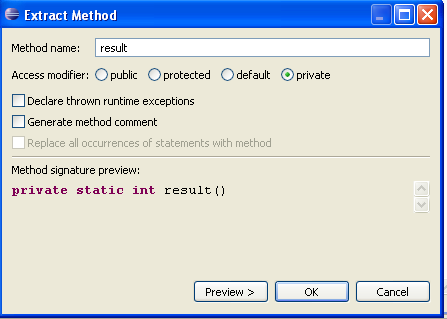 Extract Method
Method name: result
Access modifier: public protected default private
Declare thrown runtime exceptions
Generate method comment
Replace all occurrences of statements with method
Method signature preview:
private static int result()
Preview > OK Cancel